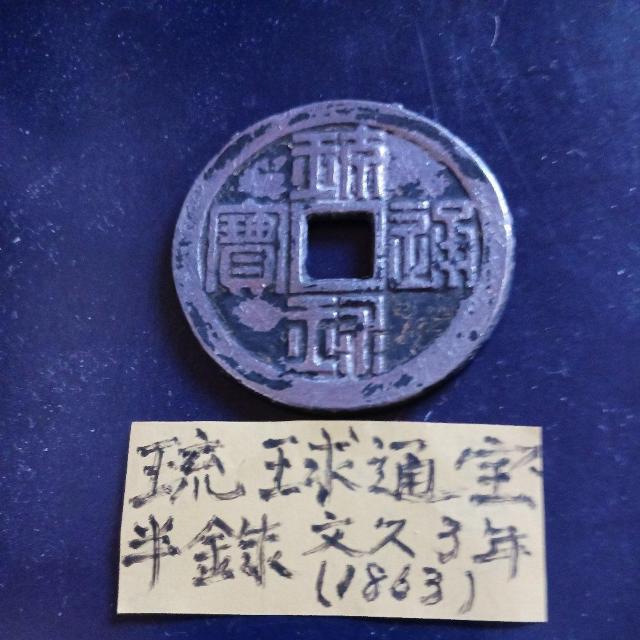 琉球通寳
琉球通宝
半銖 文久3年
(1863)